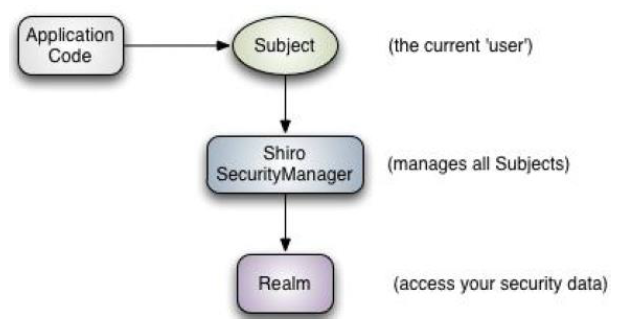 Application
Code
Subject
(the current 'user')
Shiro
SecurityManager
(manages all Subjects)
Realm
(access your security data)